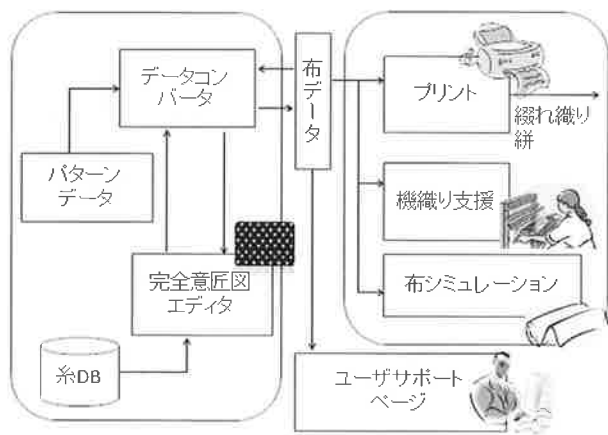 データコン
バータ
布データ
プリント
綴れ織り
絣
パターン
データ
機織り支援
完全意匠図
エディタ
布シミュレーション
糸DB
ユーザサポート
ページ